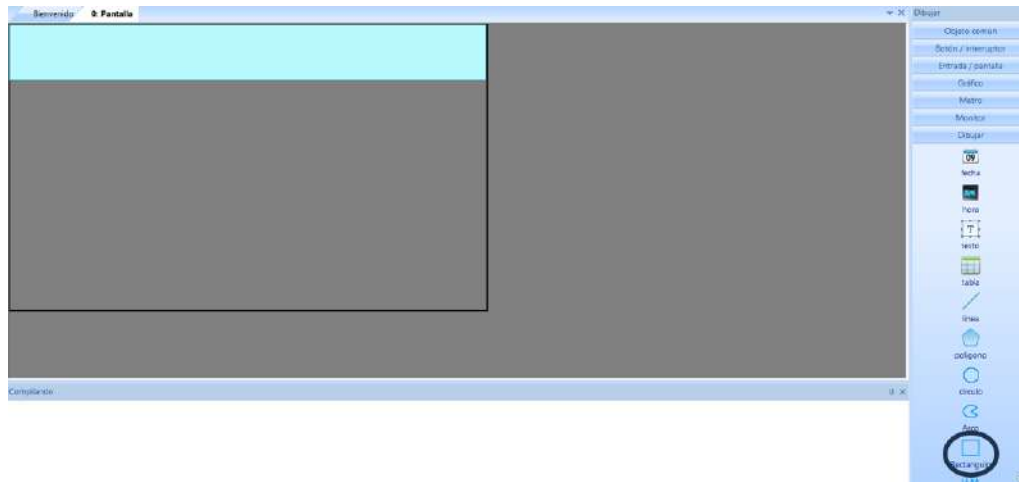 Bienvenido
0: Pantalla
Dibujar
Objeto común
Botón / interruptor
Entrada / pantalla
Gráfico
Metro
Monitor
Dibujar
09
fecha
hora
T
texto
tabla
línea
polígono
círculo
Arco
Rectángulo
Compilando